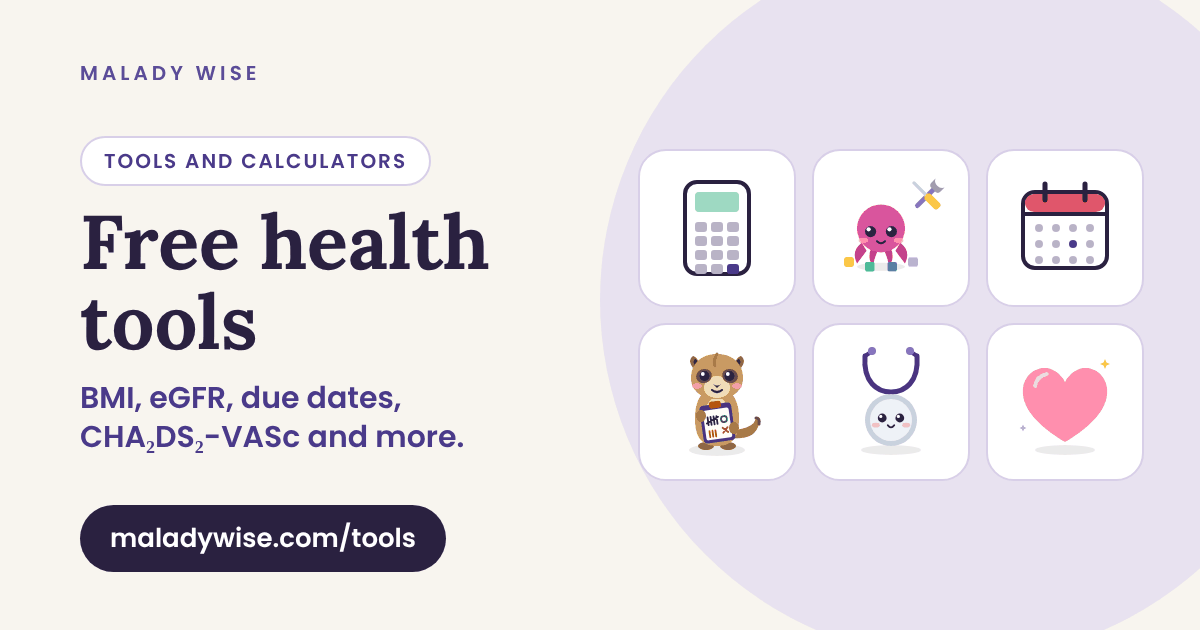 MALADY WISE
TOOLS AND CALCULATORS
Free health
tools
BMI, eGFR, due dates,
CHA₂DS₂-VASc and more.
maladywise.com/tools